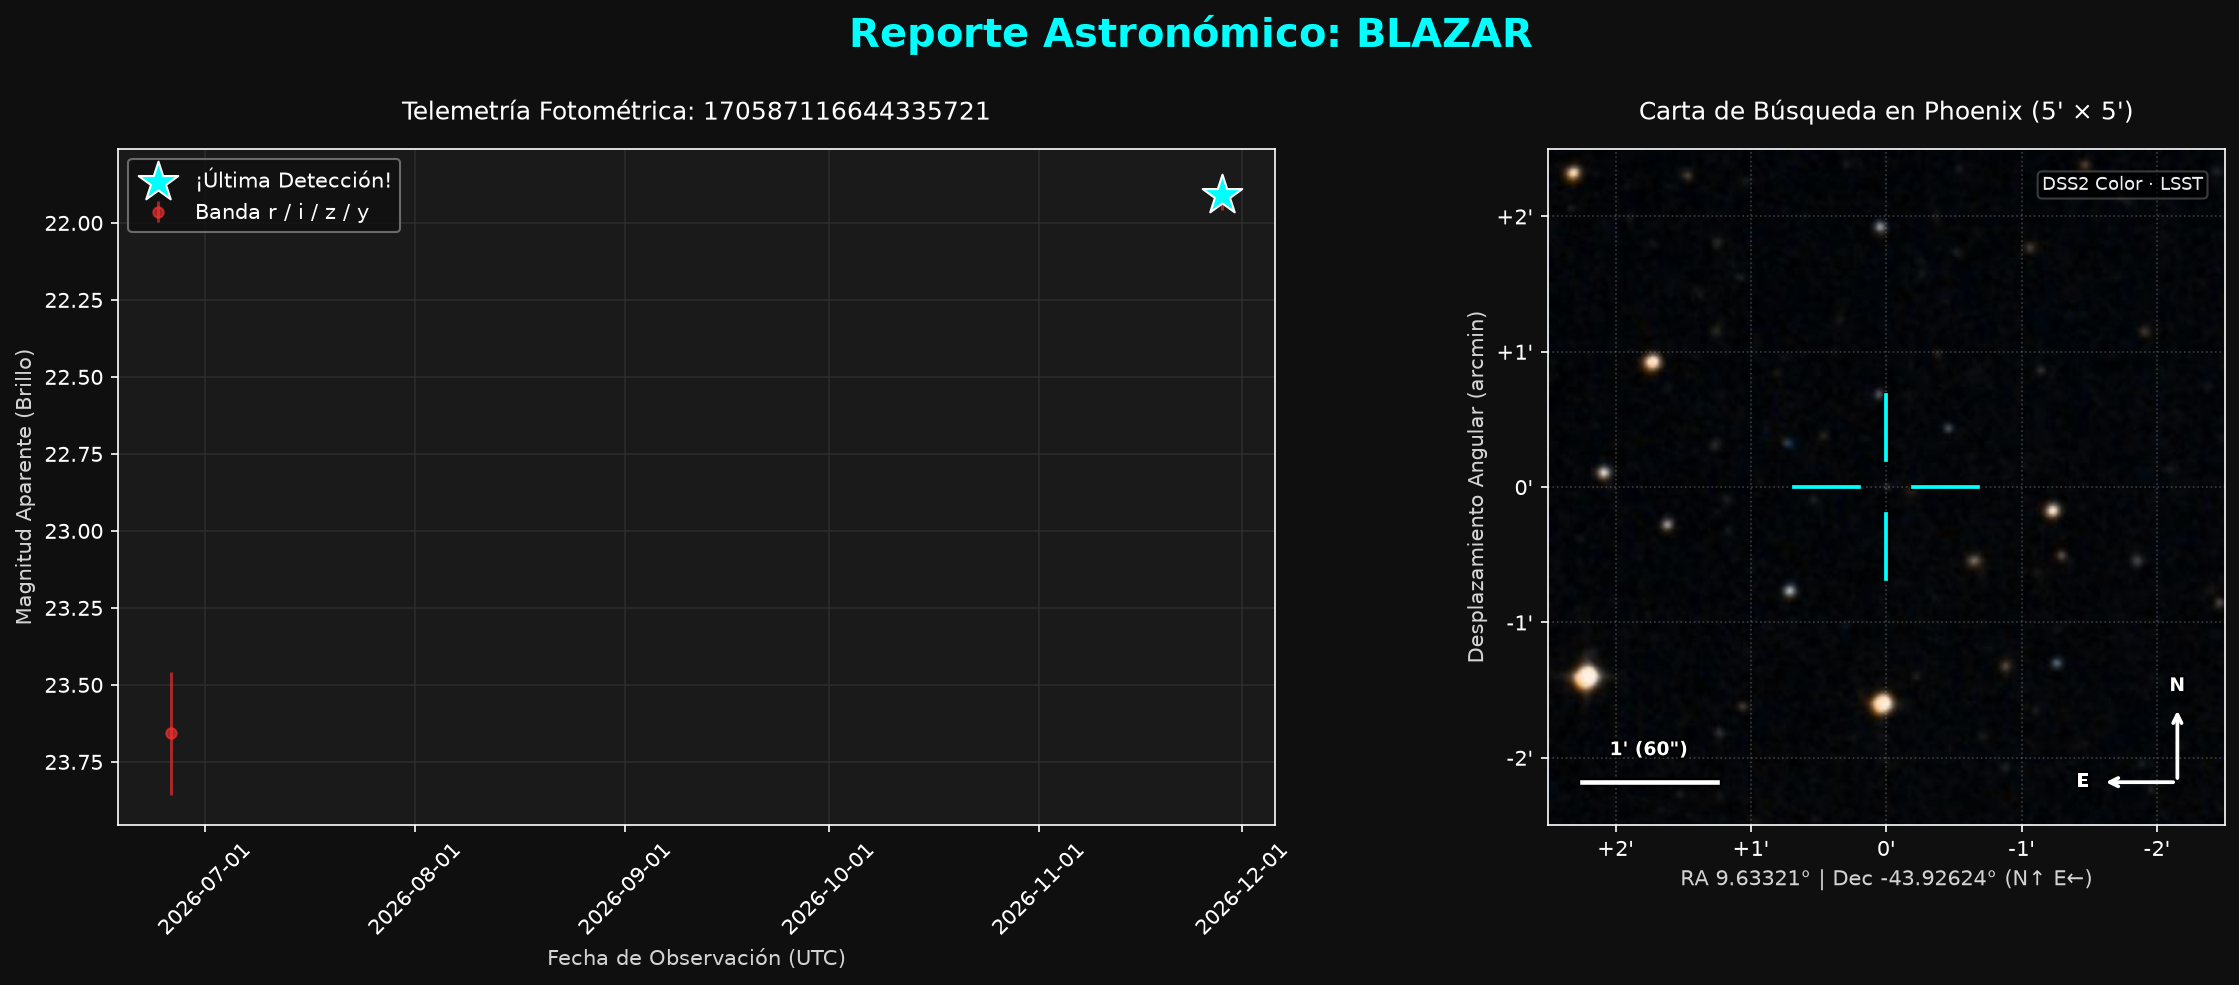 Reporte Astronómico: BLAZAR
Telemetría Fotométrica: 170587116644335721
¡Última Detección!
Banda r / i / z / y
Magnitud Aparente (Brillo)
22.00
22.25
22.50
22.75
23.00
23.25
23.50
23.75
2026-07-01
2026-08-01
2026-09-01
2026-10-01
2026-11-01
2026-12-01
Fecha de Observación (UTC)
Carta de Búsqueda en Phoenix (5' × 5')
DSS2 Color · LSST
Desplazamiento Angular (arcmin)
+2'
+1'
0'
-1'
-2'
N
E
1' (60")
+2'
+1'
0'
-1'
-2'
RA 9.63321° | Dec -43.92624° (N↑ E←)